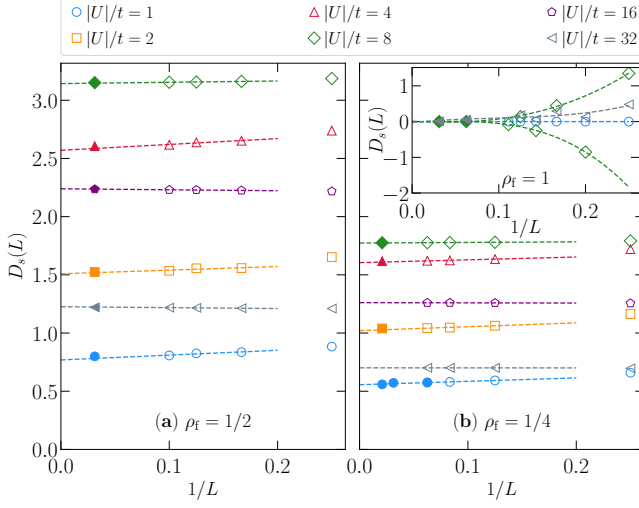 |U|/t = 1 |U|/t = 4 |U|/t = 16
|U|/t = 2 |U|/t = 8 |U|/t = 32
D_s(L)
3.0
2.5
2.0
1.5
1.0
0.5
0.0
0.0 0.1 0.2
1/L
(a) ρ_f = 1/2
D_s(L)
1
0
−1
−2
0.0 0.1 0.2
1/L
ρ_f = 1
(b) ρ_f = 1/4
0.0 0.1 0.2
1/L